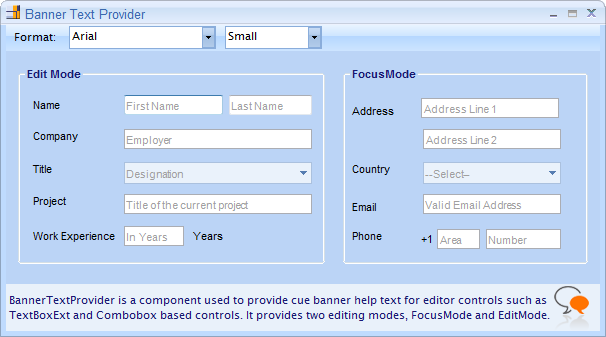 Banner Text Provider
Format: Arial Small
Edit Mode
Name First Name Last Name
Company Employer
Title Designation
Project Title of the current project
Work Experience In Years Years
FocusMode
Address Address Line 1
Address Line 2
Country --Select--
Email Valid Email Address
Phone +1 Area Number
BannerTextProvider is a component used to provide cue banner help text for editor controls such as
TextBoxExt and Combobox based controls. It provides two editing modes, FocusMode and EditMode.